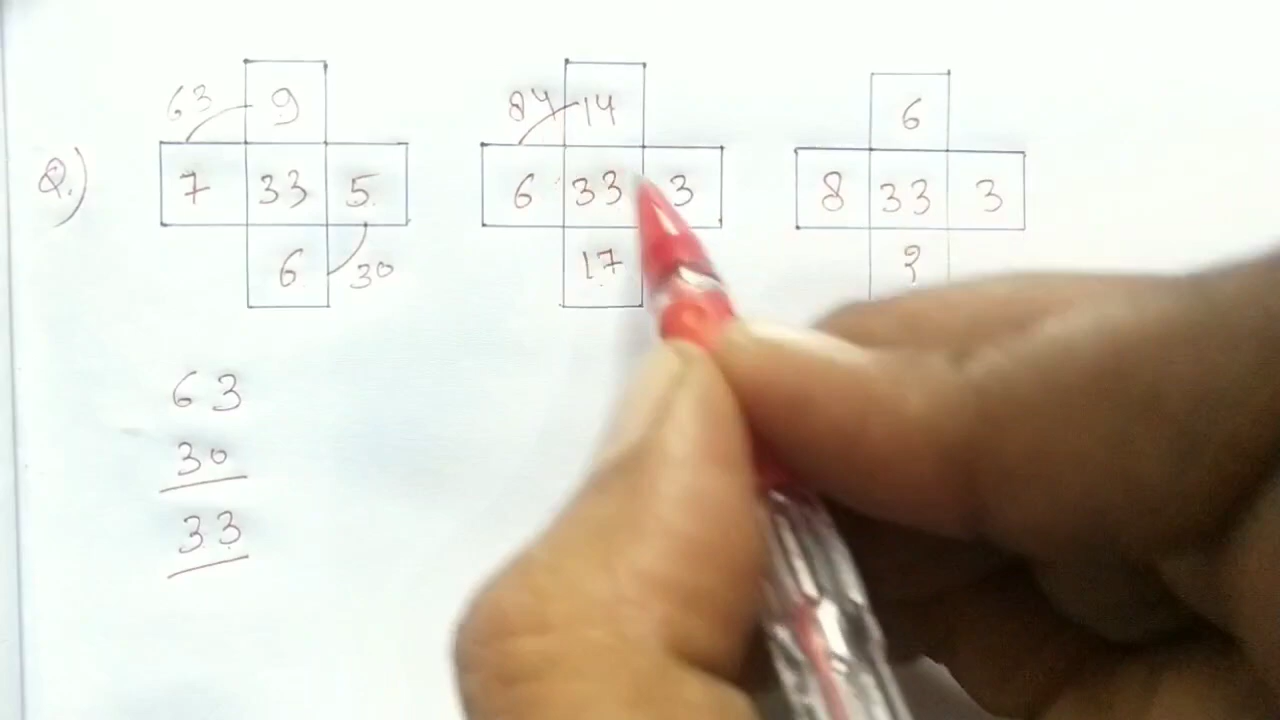 63 9 84 14 6
Q.) 7 33 5 6 33 3 8 33 3
6 30 17 ?
63
30
33